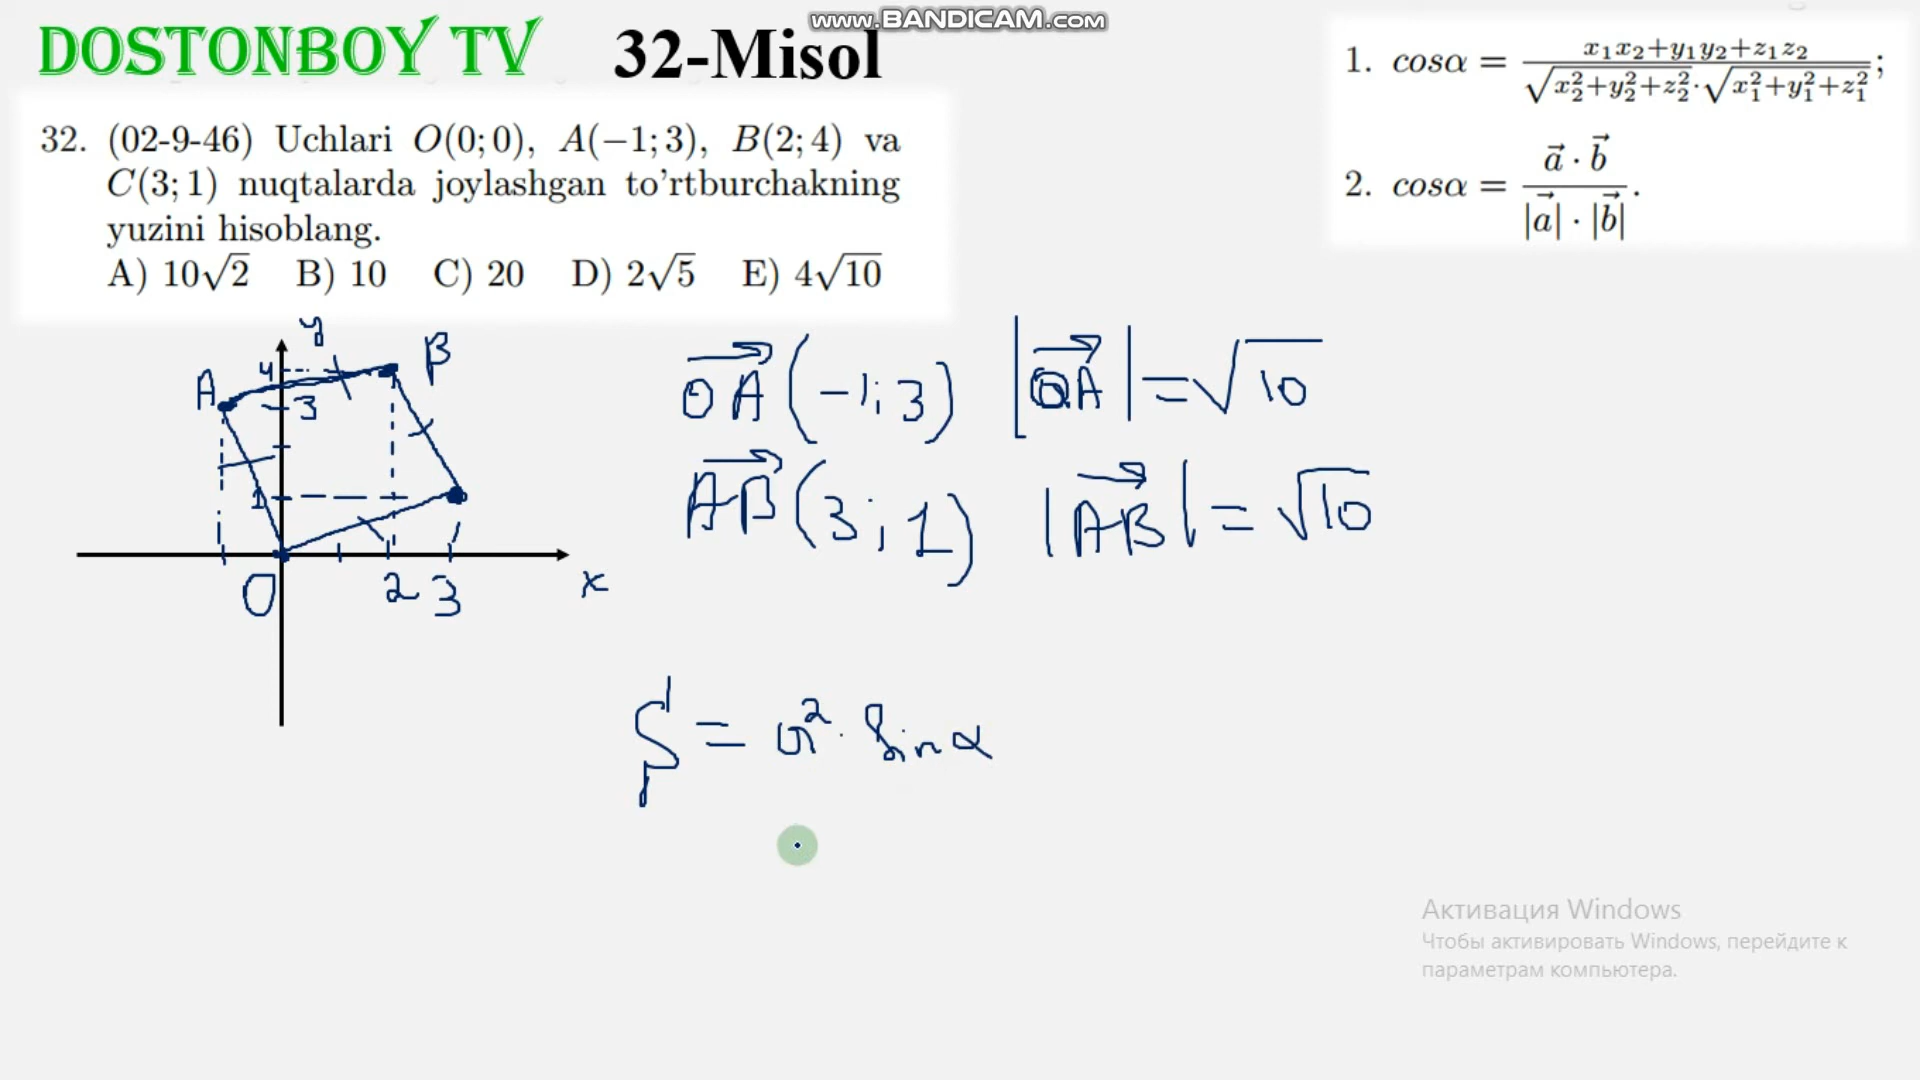 www.BANDICAM.com
DOSTONBOY TV
32-Misol
32. (02-9-46) Uchlari O(0; 0), A(−1; 3), B(2; 4) va
C(3; 1) nuqtalarda joylashgan to’rtburchakning
yuzini hisoblang.
A) 10√2 B) 10 C) 20 D) 2√5 E) 4√10
1. cosα = (x₁x₂+y₁y₂+z₁z₂)/(√(x₂²+y₂²+z₂²)·√(x₁²+y₁²+z₁²));
2. cosα = (a⃗ · b⃗)/(|a⃗| · |b⃗|).
y
4
B
A
3
1
O
2 3
x
OA⃗ (−1; 3) |OA⃗| = √10
AB⃗ (3; 1) |AB⃗| = √10
S = a² · sin α
Активация Windows
Чтобы активировать Windows, перейдите к
параметрам компьютера.